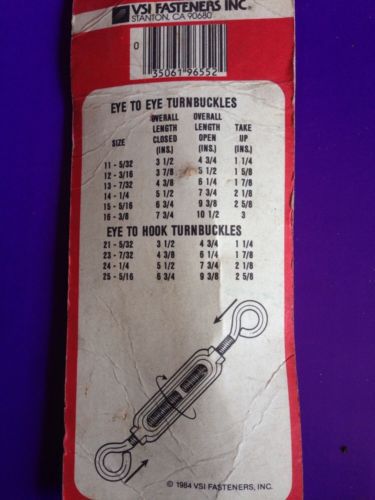 VSI FASTENERS INC.
STANTON, CA 90680
0 35061 96552
EYE TO EYE TURNBUCKLES
SIZE OVERALL LENGTH CLOSED (INS.) OVERALL LENGTH OPEN (INS.) TAKE UP (INS.)
11 - 5/32 3 1/2 4 3/4 1 1/4
12 - 3/16 3 7/8 5 1/2 1 5/8
13 - 7/32 4 3/8 6 1/4 1 7/8
14 - 1/4 5 1/2 7 3/4 2 1/8
15 - 5/16 6 3/4 9 3/8 2 5/8
16 - 3/8 7 3/4 10 1/2 3
EYE TO HOOK TURNBUCKLES
21 - 5/32 3 1/2 4 3/4 1 1/4
23 - 7/32 4 3/8 6 1/4 1 7/8
24 - 1/4 5 1/2 7 3/4 2 1/8
25 - 5/16 6 3/4 9 3/8 2 5/8
© 1984 VSI FASTENERS, INC.